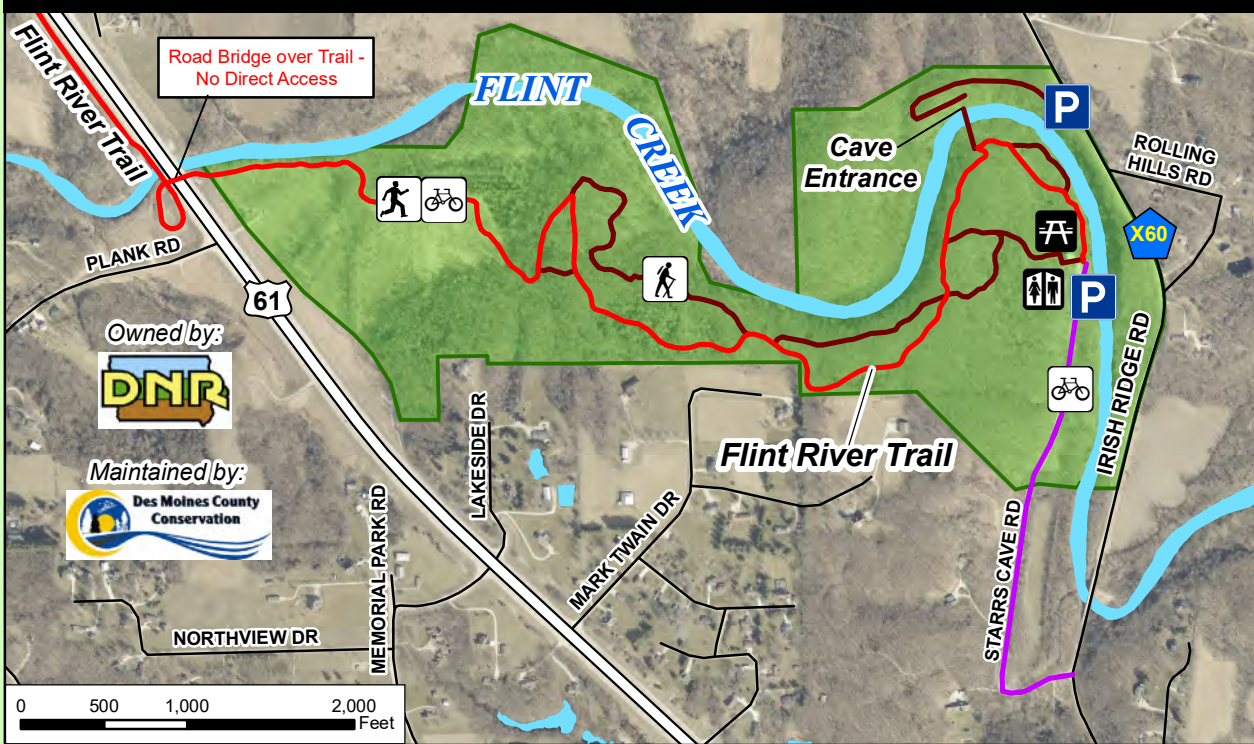 Flint River Trail
Road Bridge over Trail -
No Direct Access
FLINT
CREEK
Cave
Entrance
P
ROLLING
HILLS RD
X60
PLANK RD
61
P
Owned by:
DNR
IRISH RIDGE RD
Flint River Trail
LAKESIDE DR
Maintained by:
Des Moines County
Conservation
MARK TWAIN DR
MEMORIAL PARK RD
STARRS CAVE RD
NORTHVIEW DR
0 500 1,000 2,000
Feet